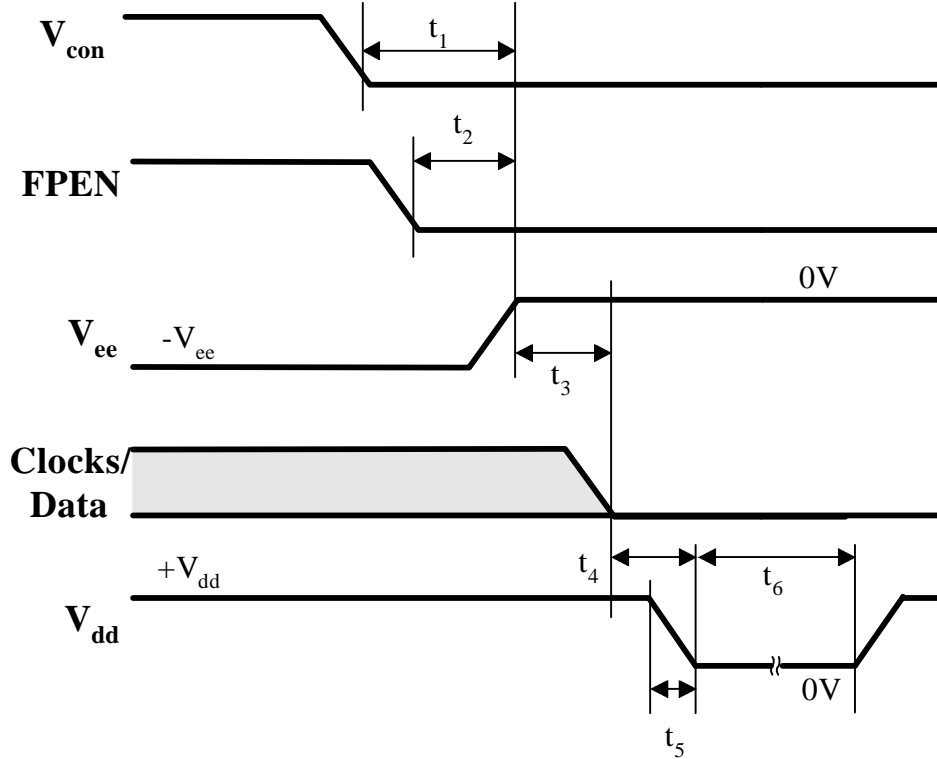 V_con
t_1
t_2
FPEN
0V
V_ee
-V_ee
t_3
Clocks/
Data
t_4
t_6
+V_dd
V_dd
0V
t_5